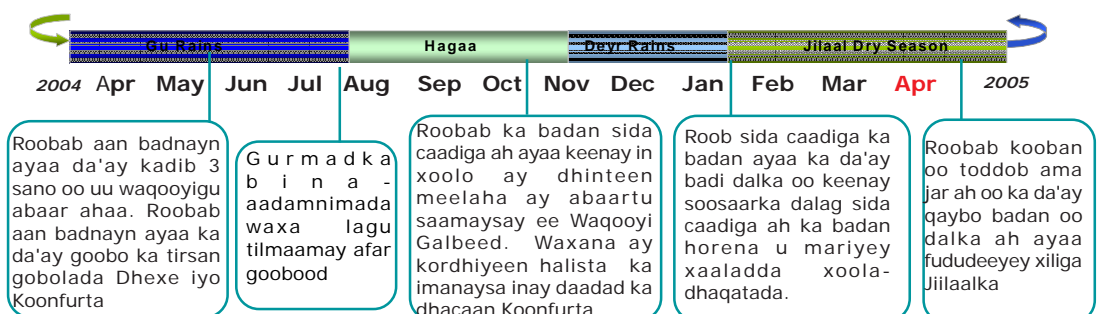 Gu Rains Hagaa Deyr Rains Jilaal Dry Season
2004 Apr May Jun Jul Aug Sep Oct Nov Dec Jan Feb Mar Apr 2005
Roobab aan badnayn
ayaa da'ay kadib 3
sano oo uu waqooyigu
abaar ahaa. Roobab
aan badnayn ayaa ka
da'ay goobo ka tirsan
gobolada Dhexe iyo
Koonfurta
Gurmadka
bina-
aadamnimada
waxa lagu
tilmaamay afar
goobood
Roobab ka badan sida
caadiga ah ayaa keenay in
xoolo ay dhinteen
meelaha ay abaartu
saamaysay ee Waqooyi
Galbeed. Waxana ay
kordhiyeen halista ka
imanaysa inay daadad ka
dhacaan Koonfurta
Roob sida caadiga ka
badan ayaa ka da'ay
badi dalka oo keenay
soosaarka dalag sida
caadiga ah ka badan
horena u mariyey
xaaladda xoola-
dhaqatada.
Roobab kooban
oo toddob ama
jar ah oo ka da'ay
qaybo badan oo
dalka ah ayaa
fududeeyey xiliga
Jiilaalka